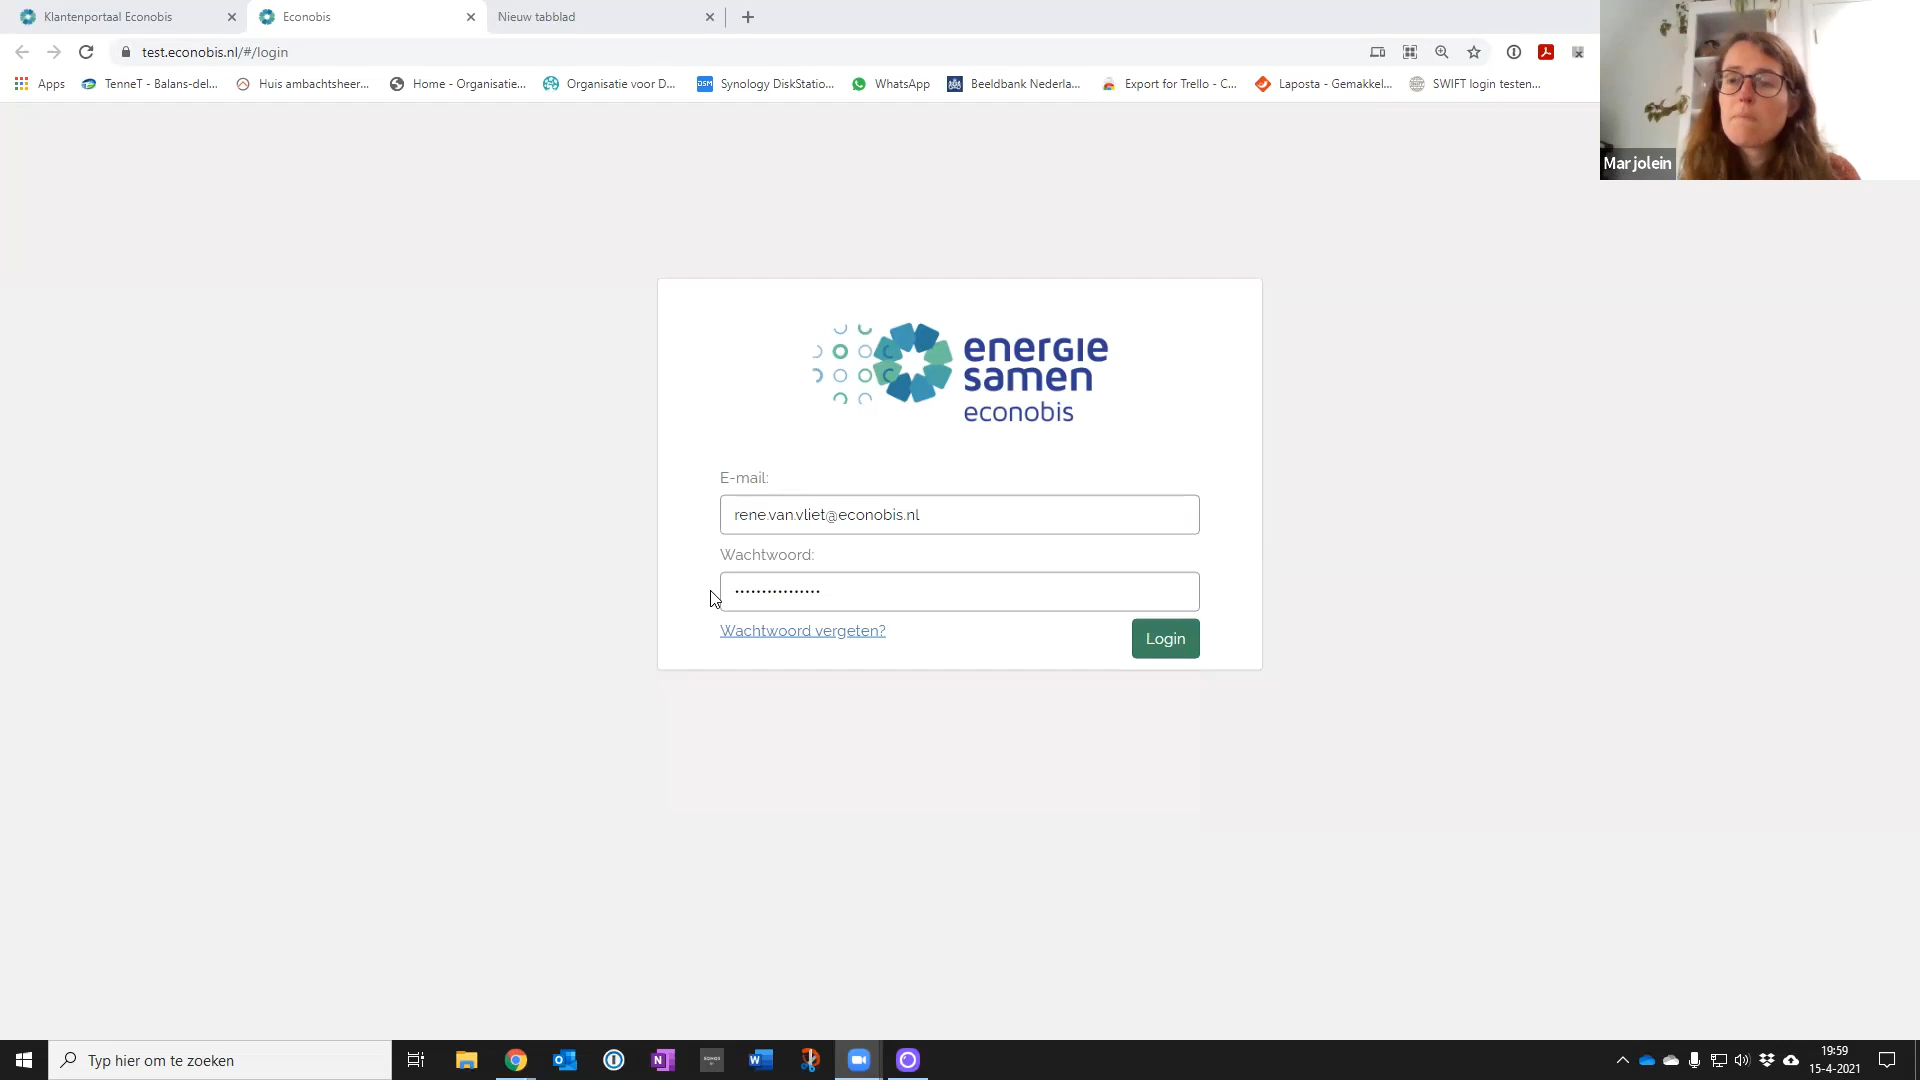 Klantenportaal Econobis
Econobis
Nieuw tabblad
test.econobis.nl/#/login
Apps
TenneT - Balans-del...
Huis ambachtsheer...
Home - Organisatie...
Organisatie voor D...
DSM
Synology DiskStatio...
WhatsApp
Beeldbank Nederla...
Export for Trello - C...
Laposta - Gemakkel...
SWIFT login testen...
Marjolein
energie
samen
econobis
E-mail:
rene.van.vliet@econobis.nl
Wachtwoord:
Wachtwoord vergeten?
Login
Typ hier om te zoeken
SONOS
19:59
15-4-2021